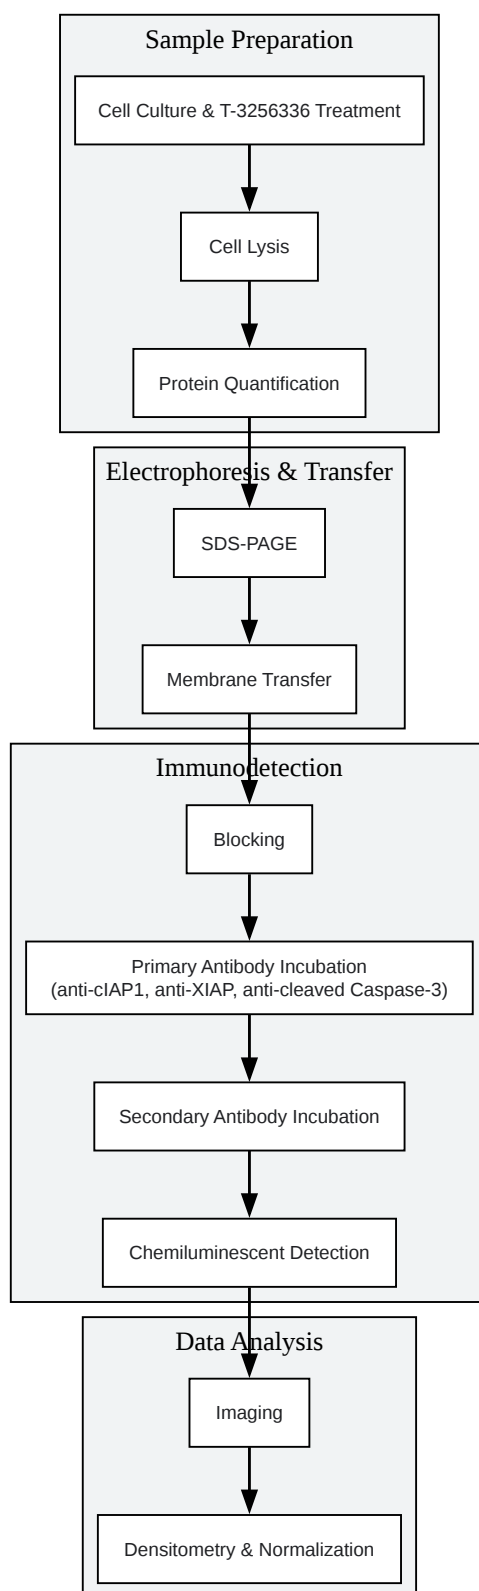 Sample Preparation
Cell Culture & T-3256336 Treatment
Cell Lysis
Protein Quantification
Electrophoresis & Transfer
SDS-PAGE
Membrane Transfer
Immunodetection
Blocking
Primary Antibody Incubation
(anti-cIAP1, anti-XIAP, anti-cleaved Caspase-3)
Secondary Antibody Incubation
Chemiluminescent Detection
Data Analysis
Imaging
Densitometry & Normalization